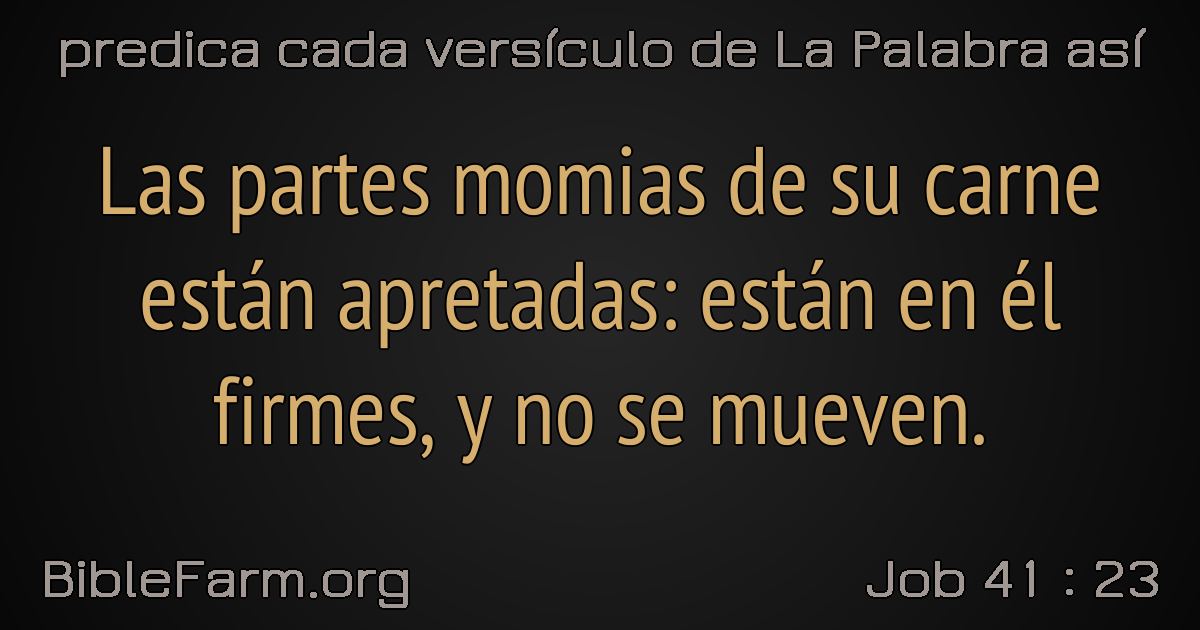 predica cada versículo de La Palabra así
Las partes momias de su carne
están apretadas: están en él
firmes, y no se mueven.
BibleFarm.org
Job 41 : 23